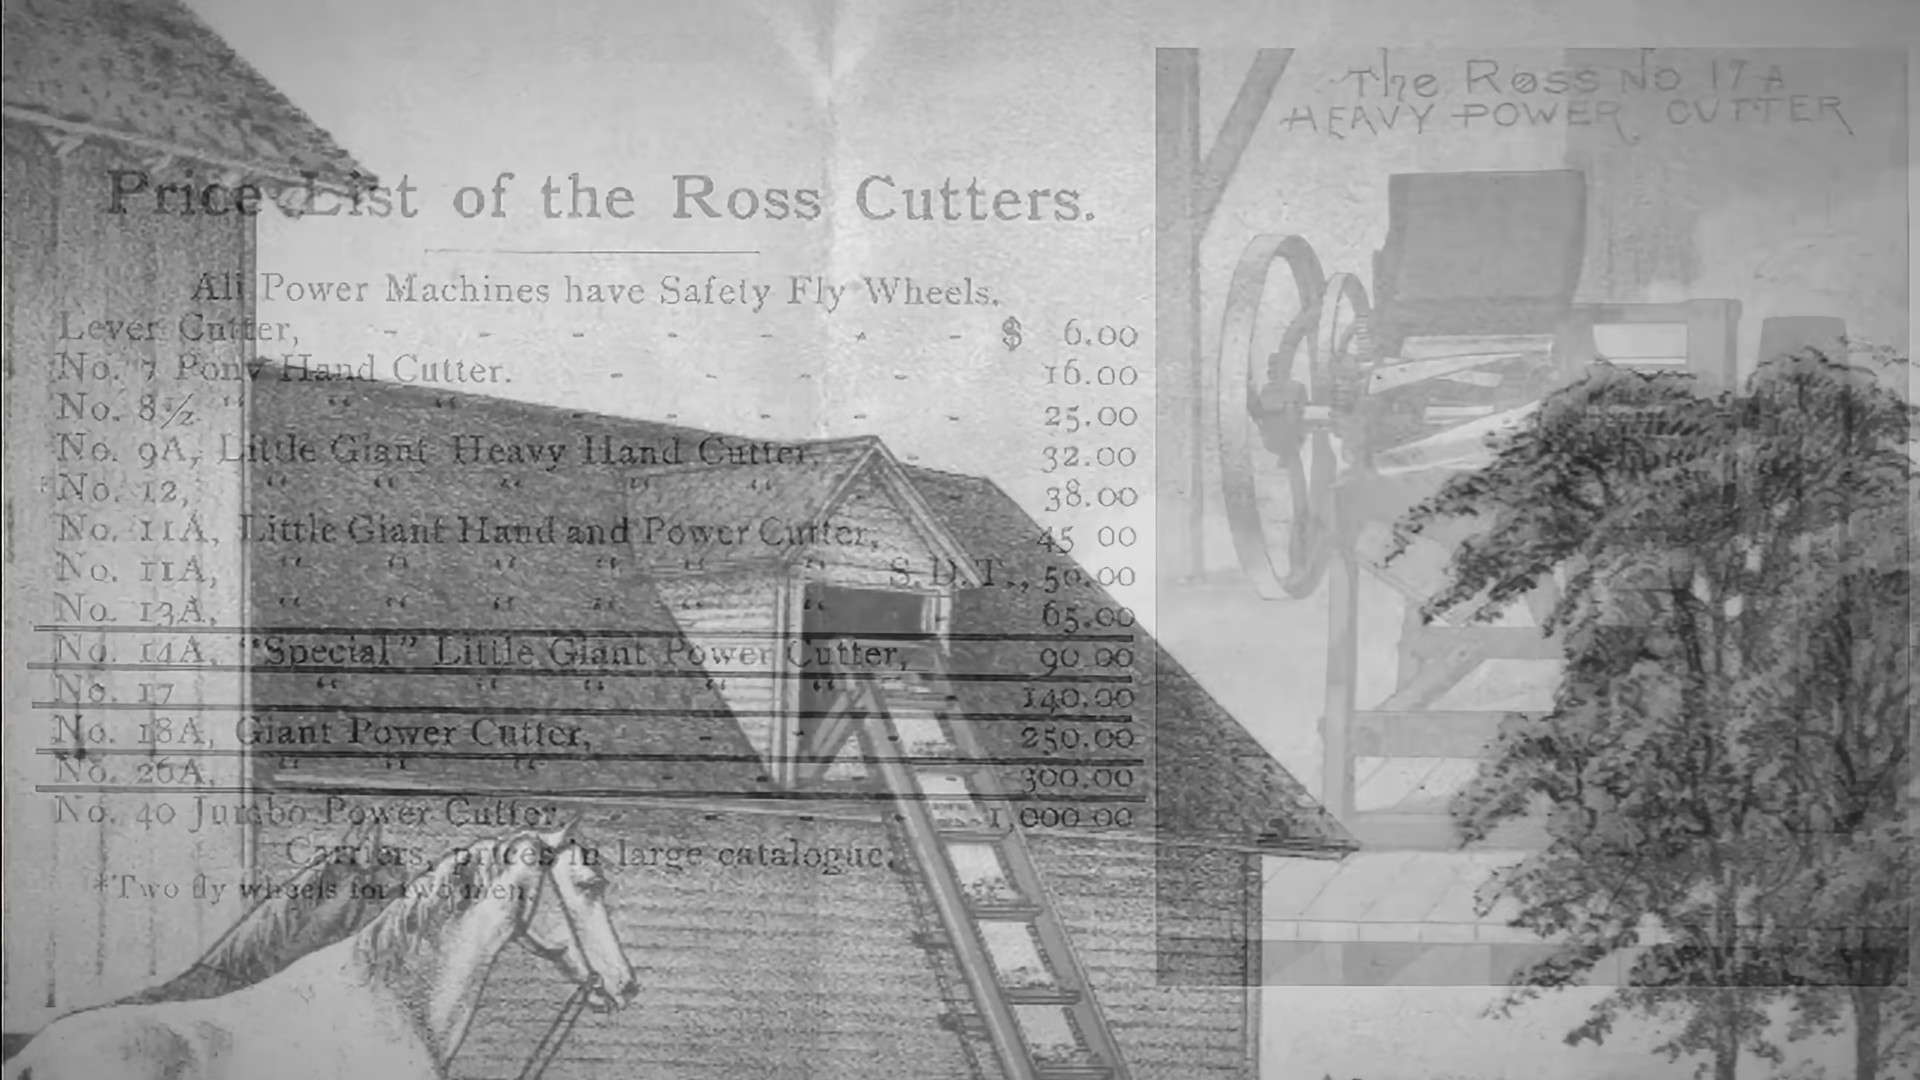 The Ross No 17 A
HEAVY POWER CUTTER
Price List of the Ross Cutters.
All Power Machines have Safety Fly Wheels.
Lever Cutter, - - - - - - - $ 6.00
No. 7 Pony Hand Cutter. - - - - 16.00
No. 8½ “ “ “ - - - - - 25.00
No. 9A, Little Giant Heavy Hand Cutter, - 32.00
*No. 12, “ “ “ “ “ 38.00
No. 11A, Little Giant Hand and Power Cutter, 45 00
No. 11A, “ “ “ “ “ “ S.D.T., 50.00
No. 13A, “ “ “ “ “ “ 65.00
No. 14A, “Special” Little Giant Power Cutter, 90.00
No. 17 “ “ “ “ “ 140.00
No. 18A, Giant Power Cutter, - - - 250.00
No. 26A, “ “ “ - - - 300.00
No. 40 Jumbo Power Cutter, - - - 1,000 00
Carriers, prices in large catalogue.
*Two fly wheels for two men.